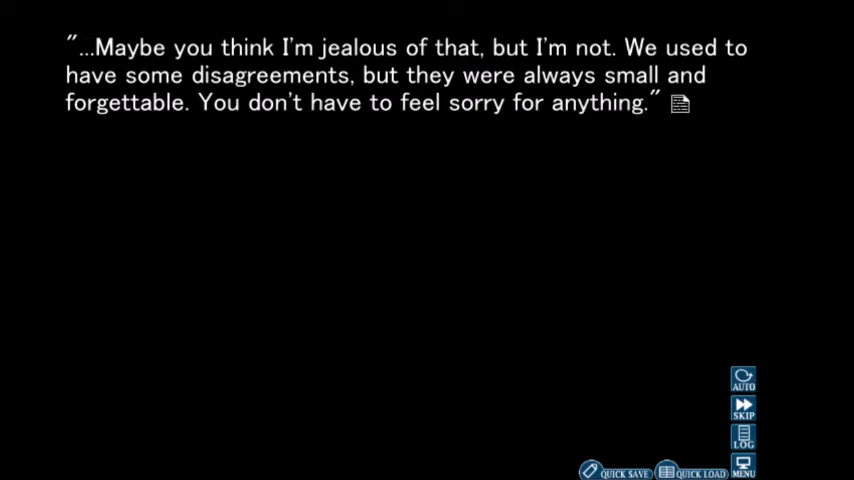 "...Maybe you think I'm jealous of that, but I'm not. We used to
have some disagreements, but they were always small and
forgettable. You don't have to feel sorry for anything."
AUTO
SKIP
LOG
MENU
QUICK SAVE
QUICK LOAD